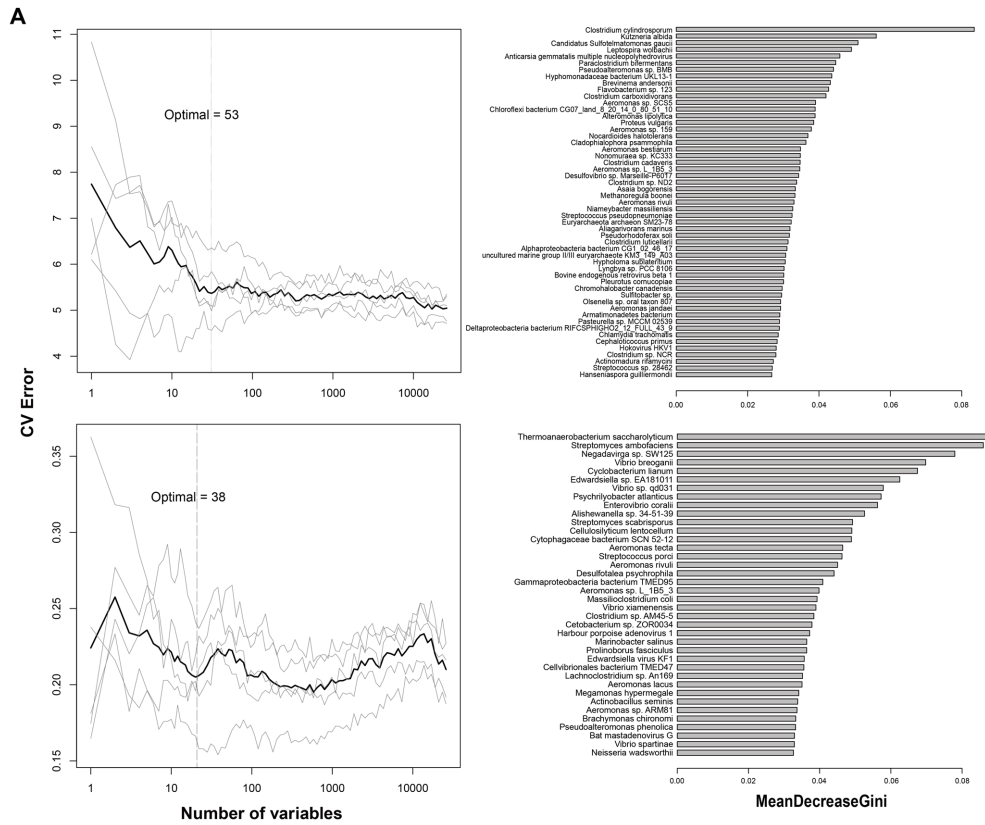 A
CV Error
11
10
9
8
7
6
5
4
Optimal = 53
1
10
100
1000
10000
Clostridium cylindrosporum
Kutzneria albida
Candidatus Sulfotelmatomonas gaucii
Leptospira wolbachii
Anticarsia gemmatalis multiple nucleopolyhedrovirus
Paraclostridium bifermentans
Pseudoalteromonas sp. BMB
Hyphomonadaceae bacterium UKL13-1
Brevinema andersonii
Flavobacterium sp. 123
Clostridium carboxidivorans
Aeromonas sp. SCS5
Chloroflexi bacterium CG07_land_8_20_14_0_80_51_10
Alteromonas lipolytica
Proteus vulgaris
Aeromonas sp. 159
Nocardioides halotolerans
Cladophialophora psammophila
Aeromonas bestiarum
Nonomuraea sp. KC333
Clostridium cadaveris
Aeromonas sp. L_1B5_3
Desulfovibrio sp. Marseille-P6017
Clostridium sp. ND2
Asaia bogorensis
Methanoregula boonei
Aeromonas rivuli
Niameybacter massiliensis
Streptococcus pseudopneumoniae
Euryarchaeota archaeon SM23-78
Aliagarivorans marinus
Pseudorhodoferax soli
Clostridium luticellarii
Alphaproteobacteria bacterium CG1_02_46_17
uncultured marine group II/III euryarchaeote KM3_149_A03
Hypholoma sublateritium
Lyngbya sp. PCC 8106
Bovine endogenous retrovirus beta 1
Pleurotus cornucopiae
Chromohalobacter canadensis
Sulfitobacter sp.
Olsenella sp. oral taxon 807
Aeromonas jandaei
Armatimonadetes bacterium
Pasteurella sp. MCCM 02539
Deltaproteobacteria bacterium RIFCSPHIGHO2_12_FULL_43_9
Chlamydia trachomatis
Cephaloticoccus primus
Hokovirus HKV1
Clostridium sp. NCR
Actinomadura rifamycini
Streptococcus sp. 28462
Hanseniaspora guilliermondii
0.00
0.02
0.04
0.06
0.08
0.35
0.30
0.25
0.20
0.15
Optimal = 38
1
10
100
1000
10000
Number of variables
Thermoanaerobacterium saccharolyticum
Streptomyces ambofaciens
Negadavirga sp. SW125
Vibrio breoganii
Cyclobacterium lianum
Edwardsiella sp. EA181011
Vibrio sp. qd031
Psychrilyobacter atlanticus
Enterovibrio coralii
Alishewanella sp. 34-51-39
Streptomyces scabrisporus
Cellulosilyticum lentocellum
Cytophagaceae bacterium SCN 52-12
Aeromonas tecta
Streptococcus porci
Aeromonas rivuli
Desulfotalea psychrophila
Gammaproteobacteria bacterium TMED95
Aeromonas sp. L_1B5_3
Massilioclostridium coli
Vibrio xiamenensis
Clostridium sp. AM45-5
Cetobacterium sp. ZOR0034
Harbour porpoise adenovirus 1
Marinobacter salinus
Prolinoborus fasciculus
Edwardsiella virus KF1
Cellvibrionales bacterium TMED47
Lachnoclostridium sp. An169
Aeromonas lacus
Megamonas hypermegale
Actinobacillus seminis
Aeromonas sp. ARM81
Brachymonas chironomi
Pseudoalteromonas phenolica
Bat mastadenovirus G
Vibrio spartinae
Neisseria wadsworthii
0.00
0.02
0.04
0.06
0.08
MeanDecreaseGini